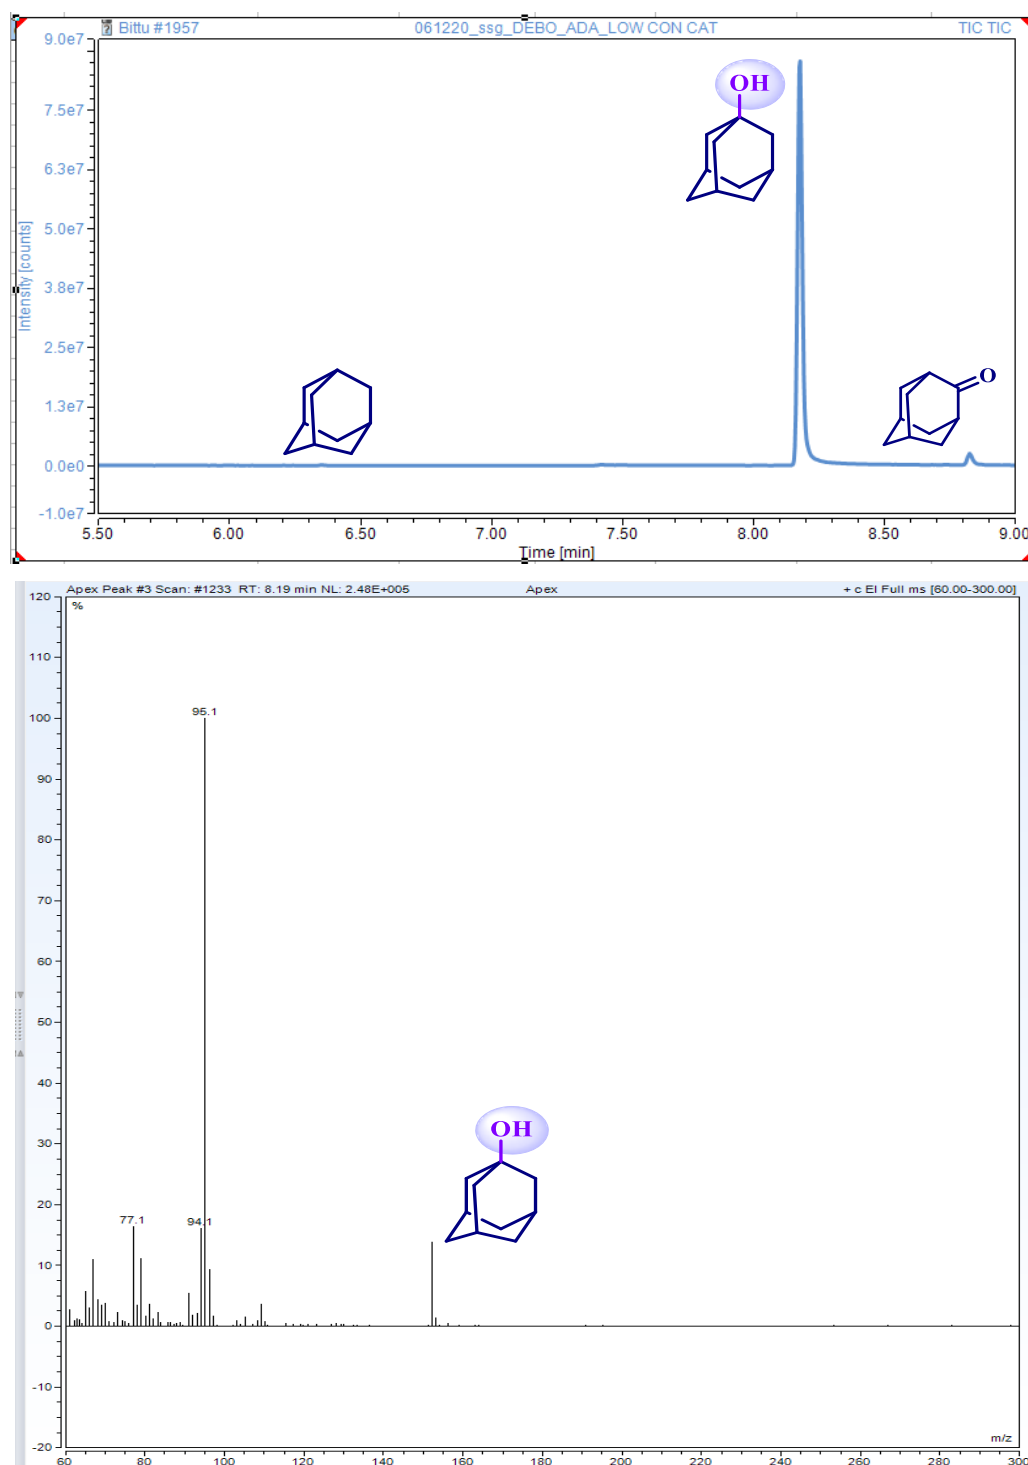 Bittu #1957 061220_ssg_DEBO_ADA_LOW CON CAT TIC TIC
9.0e7
7.5e7
6.3e7
5.0e7
3.8e7
2.5e7
1.3e7
0.0e0
-1.0e7
Intensity [counts]
OH
O
5.50 6.00 6.50 7.00 7.50 8.00 8.50 9.00
Time [min]
Apex Peak #3 Scan: #1233 RT: 8.19 min NL: 2.48E+005 Apex + c EI Full ms [60.00-300.00]
%
120
110
100
90
80
70
60
50
40
30
20
10
0
-10
-20
95.1
OH
77.1
94.1
m/z
60 80 100 120 140 160 180 200 220 240 260 280 300